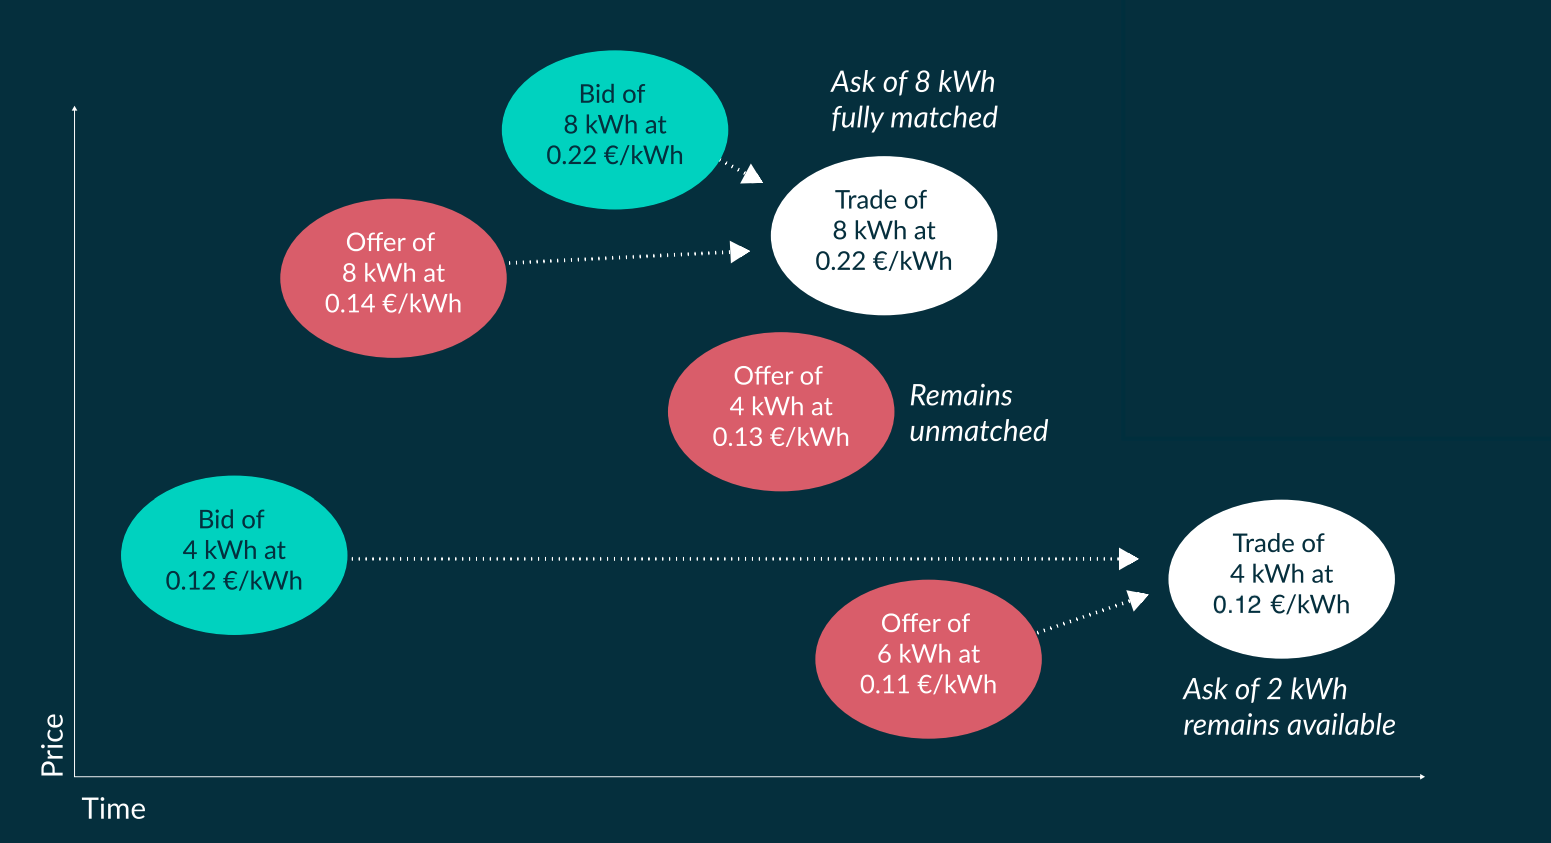 Bid of
8 kWh at
0.22 €/kWh
Ask of 8 kWh
fully matched
Trade of
8 kWh at
0.22 €/kWh
Offer of
8 kWh at
0.14 €/kWh
Offer of
4 kWh at
0.13 €/kWh
Remains
unmatched
Bid of
4 kWh at
0.12 €/kWh
Trade of
4 kWh at
0.12 €/kWh
Offer of
6 kWh at
0.11 €/kWh
Ask of 2 kWh
remains available
Price
Time